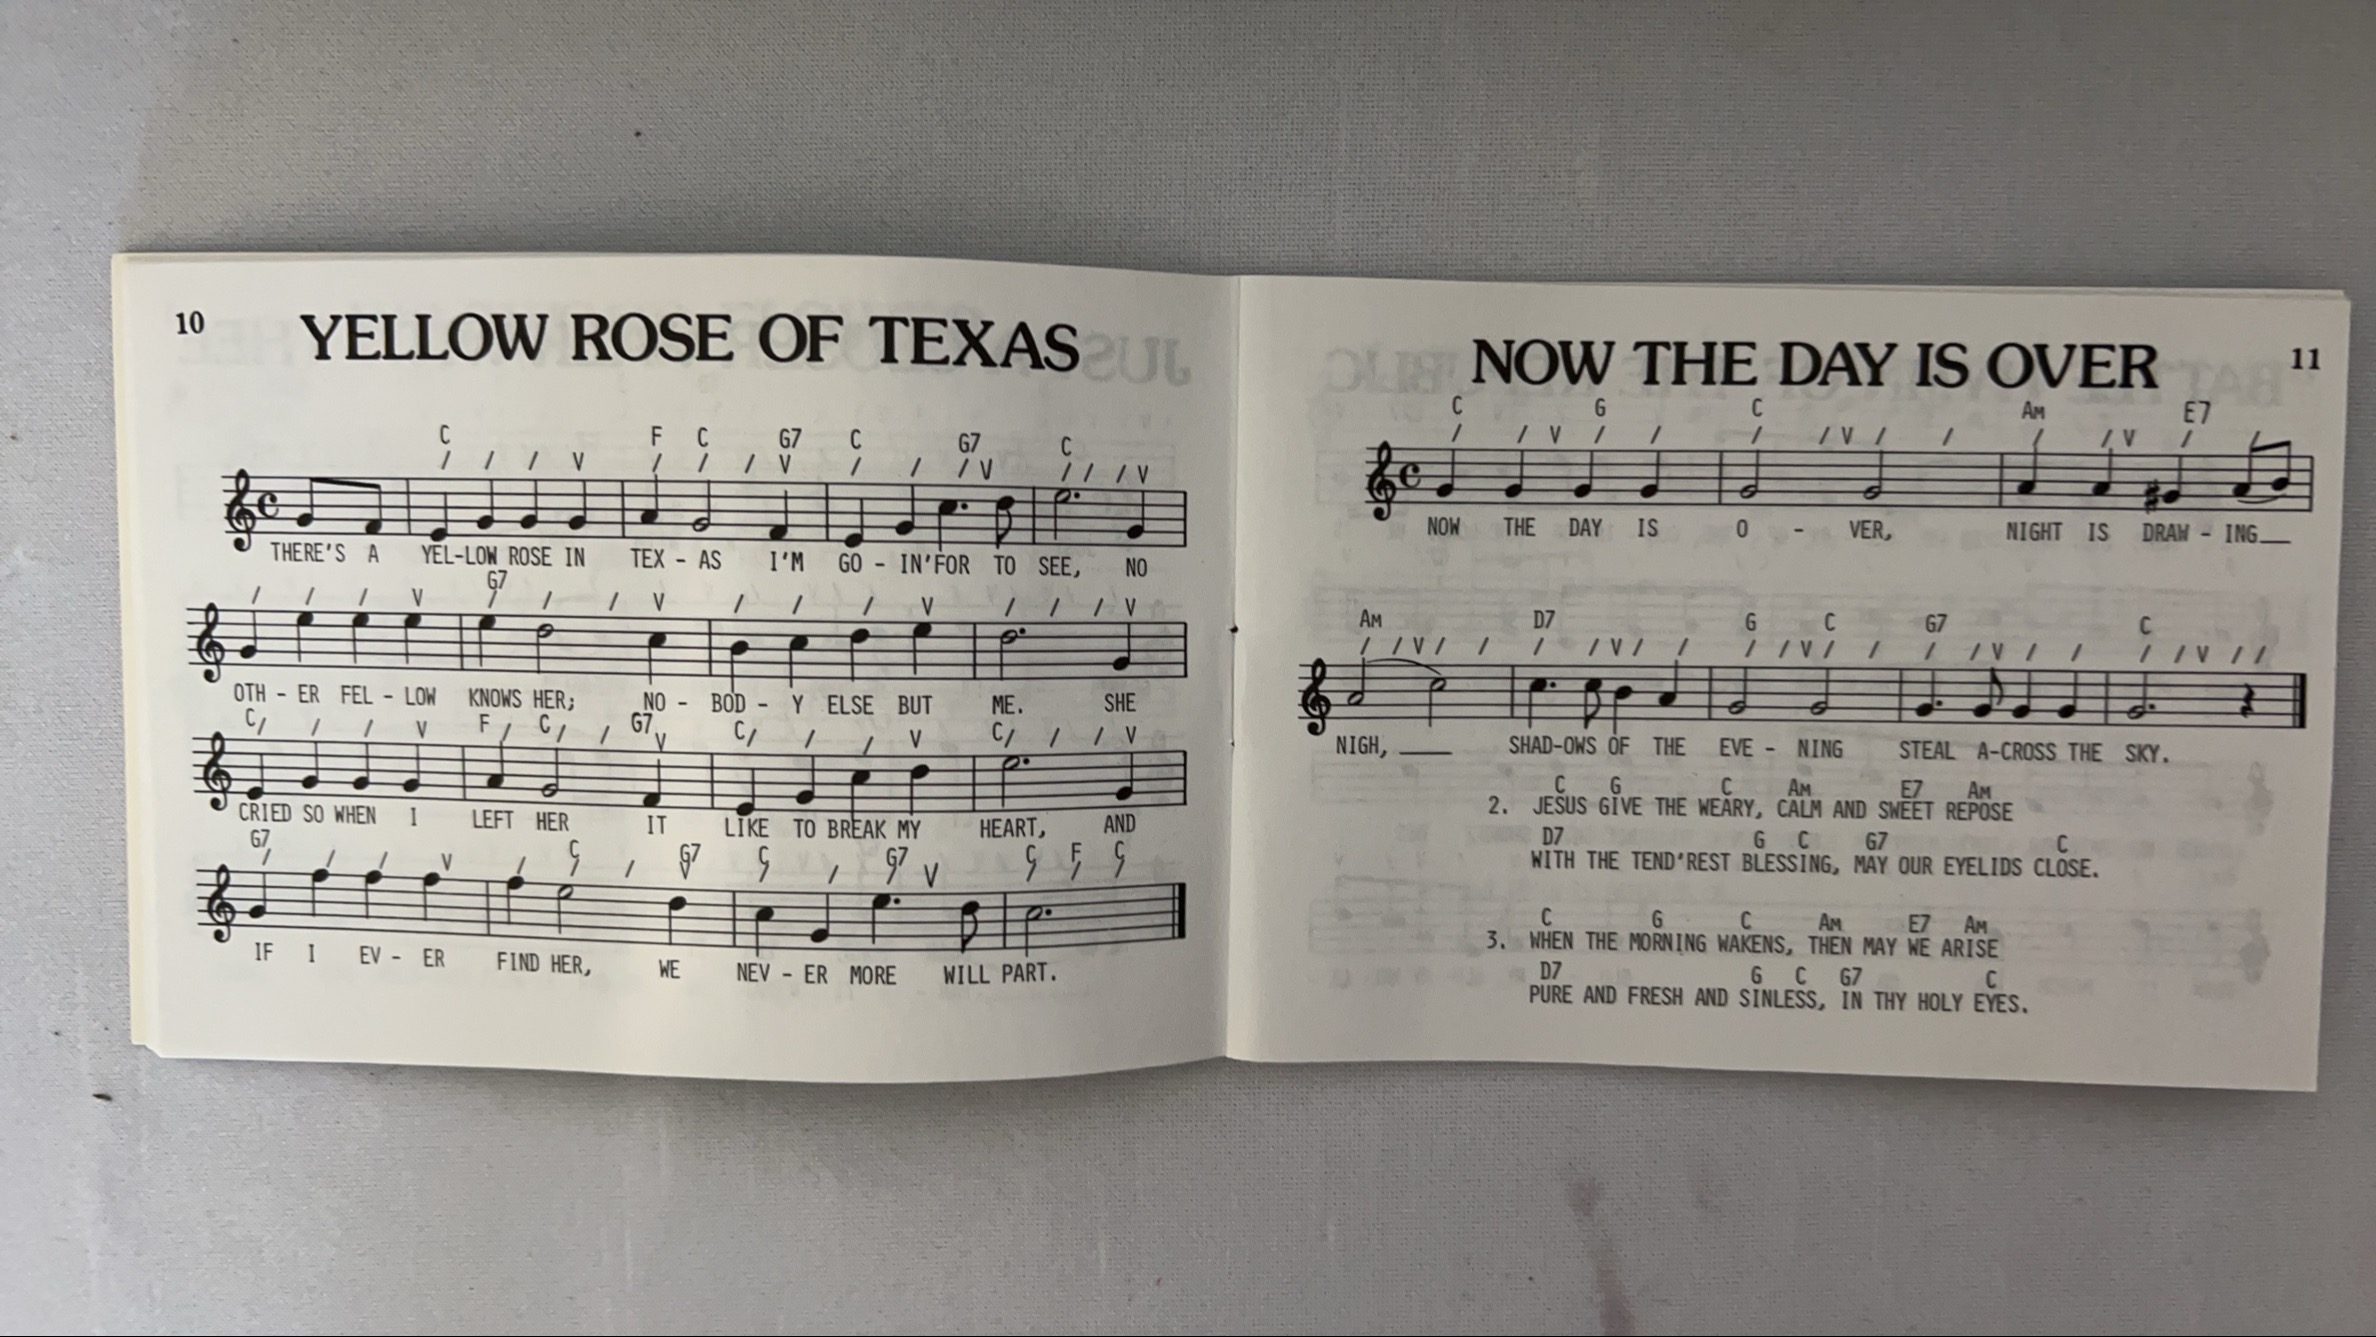 10
YELLOW ROSE OF TEXAS
C F C G7 C G7 C
/ / / V / / / V / / / V / / / V
THERE'S A YEL-LOW ROSE IN TEX - AS I'M GO - IN'FOR TO SEE, NO
G7
/ / / V / / / V / / / V / / / V
OTH - ER FEL - LOW KNOWS HER; NO - BOD - Y ELSE BUT ME. SHE
C/ / / V F/ C/ / G7 V C/ / / V C/ / / V
CRIED SO WHEN I LEFT HER IT LIKE TO BREAK MY HEART, AND
G7 C G7 C G7 C F C
/ / / V / / / V / / / V / / /
IF I EV - ER FIND HER, WE NEV - ER MORE WILL PART.
NOW THE DAY IS OVER
11
C G C AM E7
/ / V / / / / V / / / / V / /
NOW THE DAY IS O - VER, NIGHT IS DRAW - ING
AM D7 G C G7 C
/ / V / / / / V / / / / V / / / / V / / / / V / /
NIGH, SHAD-OWS OF THE EVE - NING STEAL A-CROSS THE SKY.
C G C AM E7 AM
2. JESUS GIVE THE WEARY, CALM AND SWEET REPOSE
D7 G C G7 C
WITH THE TEND'REST BLESSING, MAY OUR EYELIDS CLOSE.
C G C AM E7 AM
3. WHEN THE MORNING WAKENS, THEN MAY WE ARISE
D7 G C G7 C
PURE AND FRESH AND SINLESS, IN THY HOLY EYES.